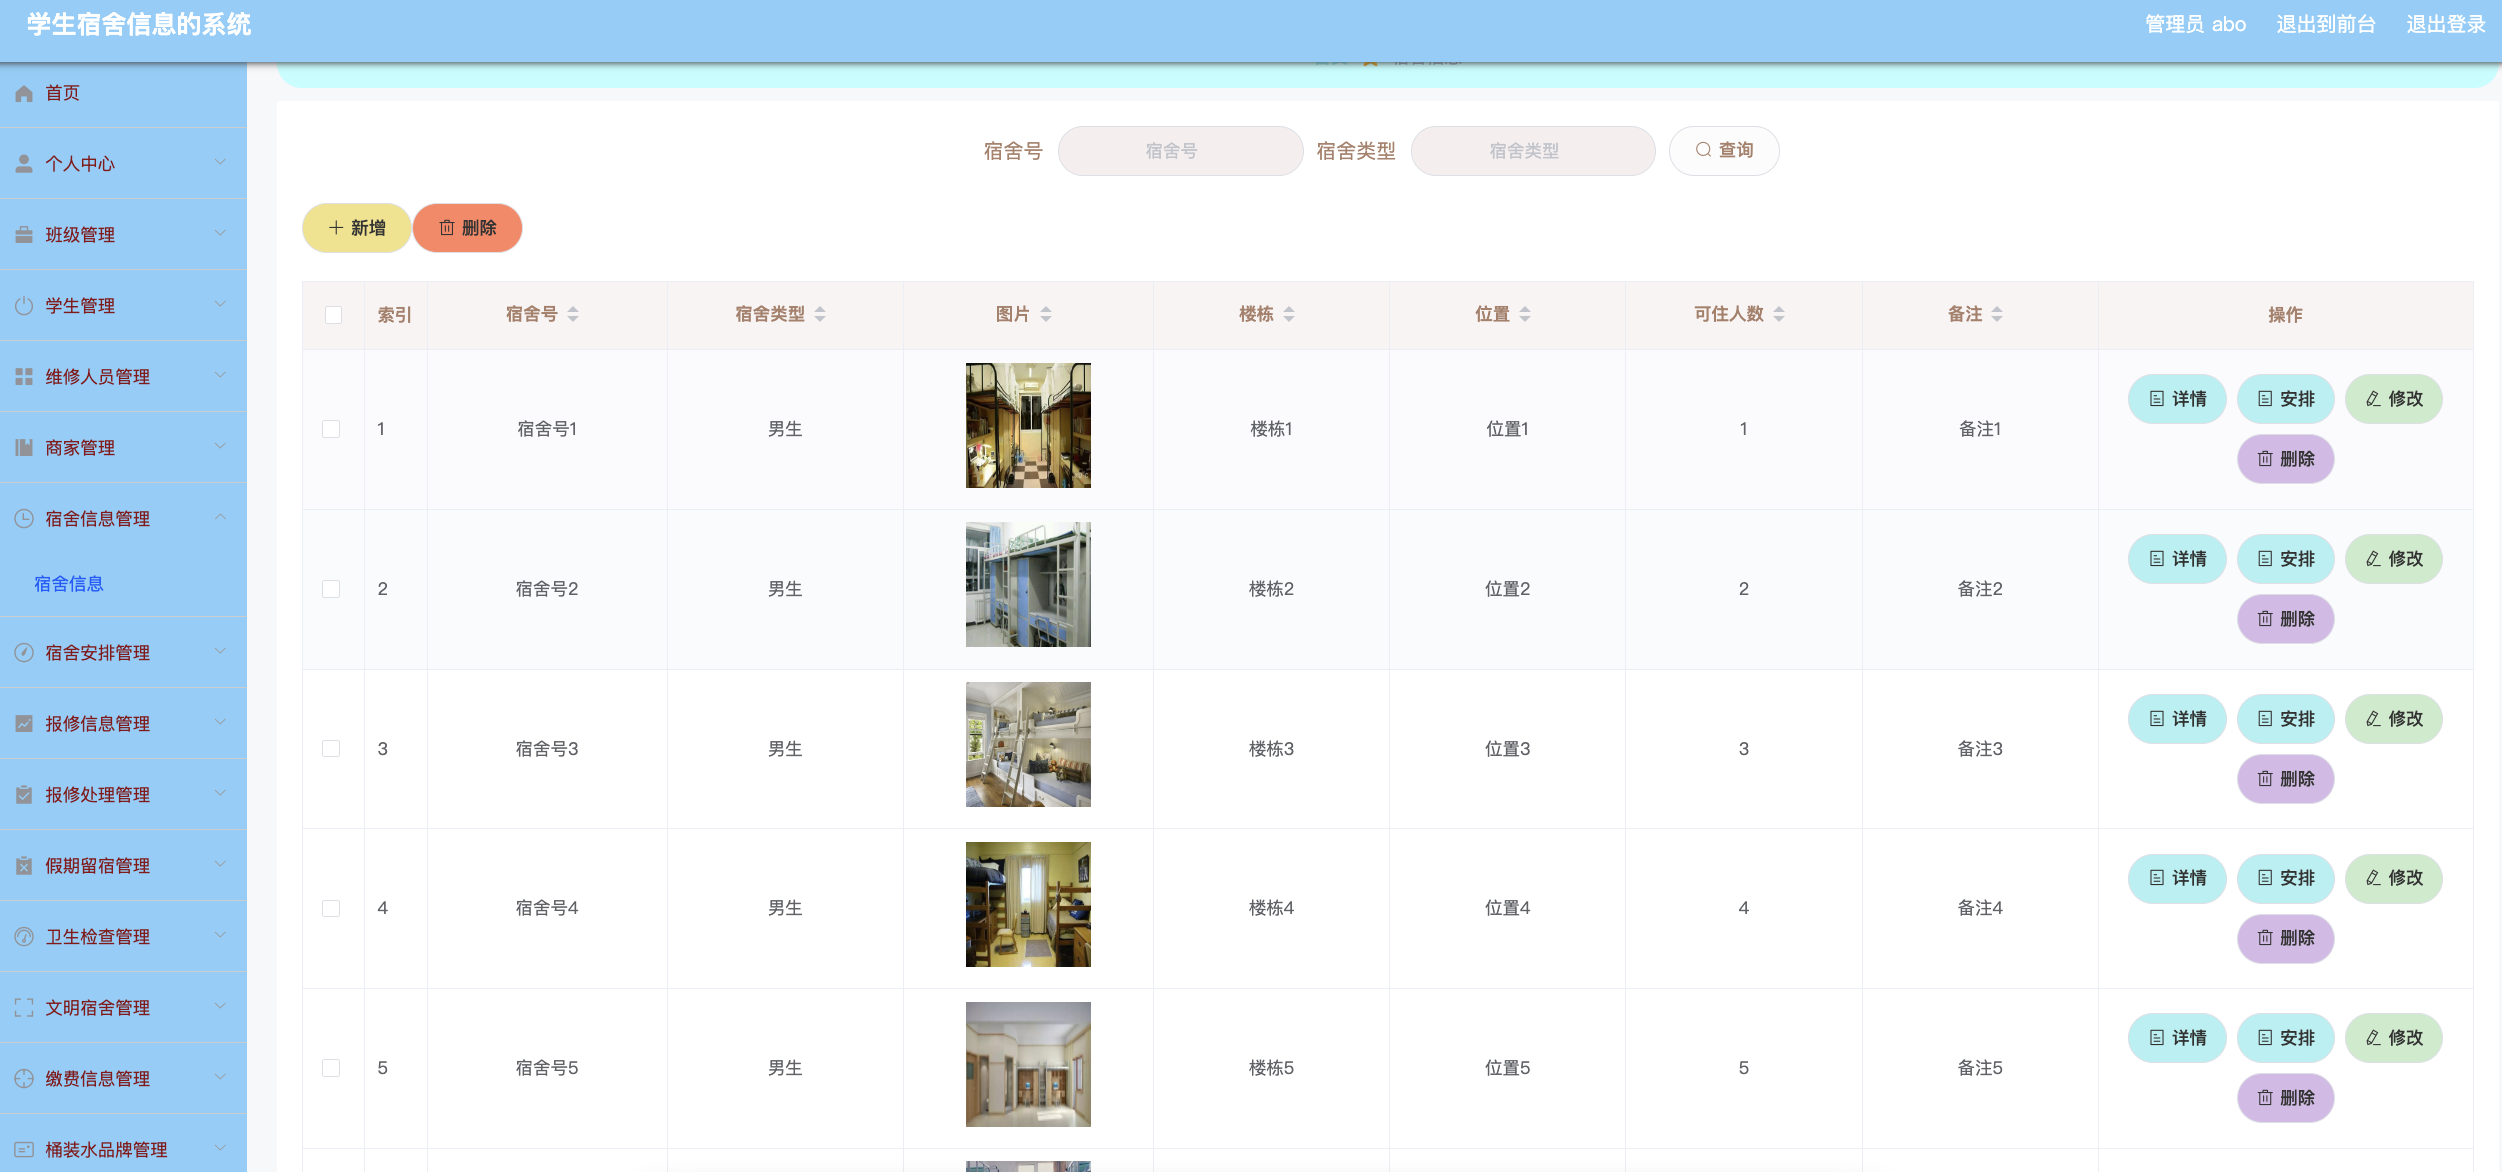 学生宿舍信息的系统
管理员 abo 退出到前台 退出登录
首页
个人中心
班级管理
学生管理
维修人员管理
商家管理
宿舍信息管理
宿舍信息
宿舍安排管理
报修信息管理
报修处理管理
假期留宿管理
卫生检查管理
文明宿舍管理
缴费信息管理
桶装水品牌管理
宿舍号 宿舍号 宿舍类型 宿舍类型 查询
新增 删除
索引 宿舍号 宿舍类型 图片 楼栋 位置 可住人数 备注 操作
1 宿舍号1 男生 楼栋1 位置1 1 备注1 详情 安排 修改
删除
2 宿舍号2 男生 楼栋2 位置2 2 备注2 详情 安排 修改
删除
3 宿舍号3 男生 楼栋3 位置3 3 备注3 详情 安排 修改
删除
4 宿舍号4 男生 楼栋4 位置4 4 备注4 详情 安排 修改
删除
5 宿舍号5 男生 楼栋5 位置5 5 备注5 详情 安排 修改
删除